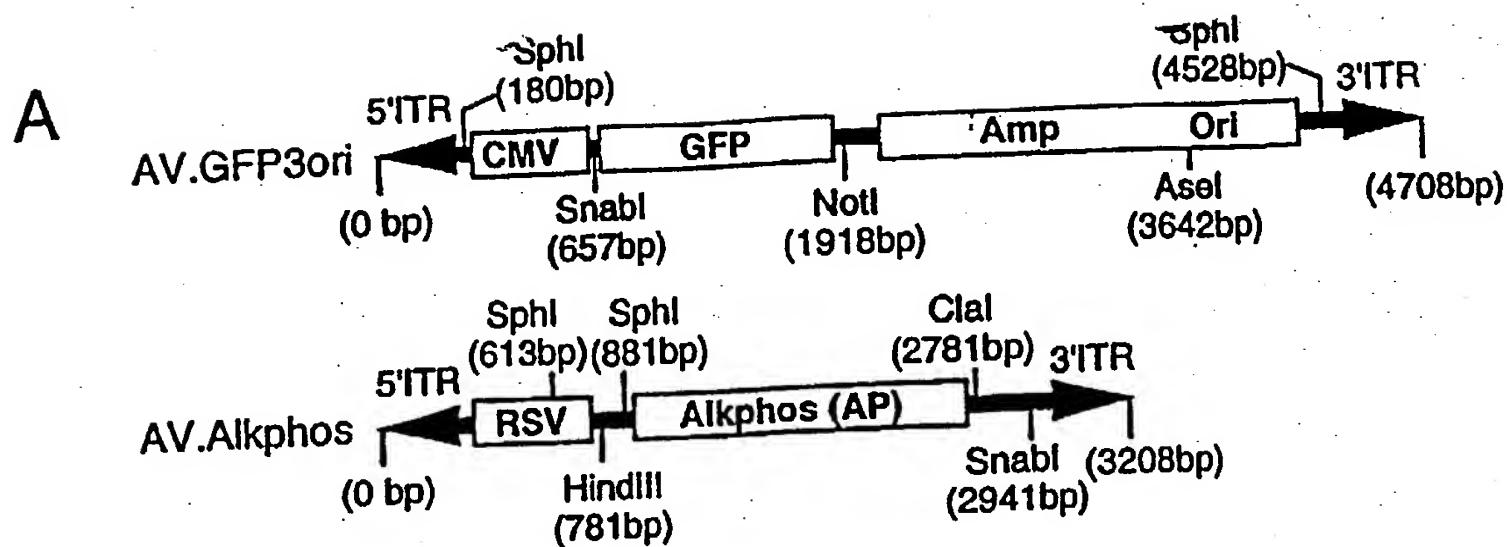 A
SphI
(180bp)
SphI
(4528bp)
5'ITR
3'ITR
CMV
GFP
Amp
Ori
AV.GFP3ori
(0 bp)
SnabI
(657bp)
NotI
(1918bp)
AseI
(3642bp)
(4708bp)
SphI
(613bp)
SphI
(881bp)
ClaI
(2781bp)
5'ITR
3'ITR
RSV
Alkphos (AP)
AV.Alkphos
(0 bp)
HindIII
(781bp)
SnabI
(2941bp)
(3208bp)